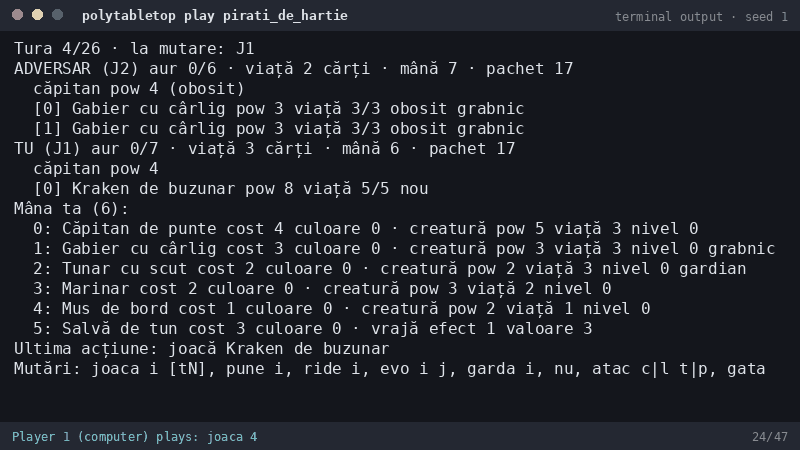 polytabletop play pirati_de_hartie
terminal output · seed 1
Tura 4/26 · la mutare: J1
ADVERSAR (J2) aur 0/6 · viață 2 cărți · mână 7 · pachet 17
căpitan pow 4 (obosit)
[0] Gabier cu cârlig pow 3 viață 3/3 obosit grabnic
[1] Gabier cu cârlig pow 3 viață 3/3 obosit grabnic
TU (J1) aur 0/7 · viață 3 cărți · mână 6 · pachet 17
căpitan pow 4
[0] Kraken de buzunar pow 8 viață 5/5 nou
Mâna ta (6):
0: Căpitan de punte cost 4 culoare 0 · creatură pow 5 viață 3 nivel 0
1: Gabier cu cârlig cost 3 culoare 0 · creatură pow 3 viață 3 nivel 0 grabnic
2: Tunar cu scut cost 2 culoare 0 · creatură pow 2 viață 3 nivel 0 gardian
3: Marinar cost 2 culoare 0 · creatură pow 3 viață 2 nivel 0
4: Mus de bord cost 1 culoare 0 · creatură pow 2 viață 1 nivel 0
5: Salvă de tun cost 3 culoare 0 · vrajă efect 1 valoare 3
Ultima acțiune: joacă Kraken de buzunar
Mutări: joaca i [tN], pune i, ride i, evo i j, garda i, nu, atac c|l t|p, gata
Player 1 (computer) plays: joaca 4
24/47